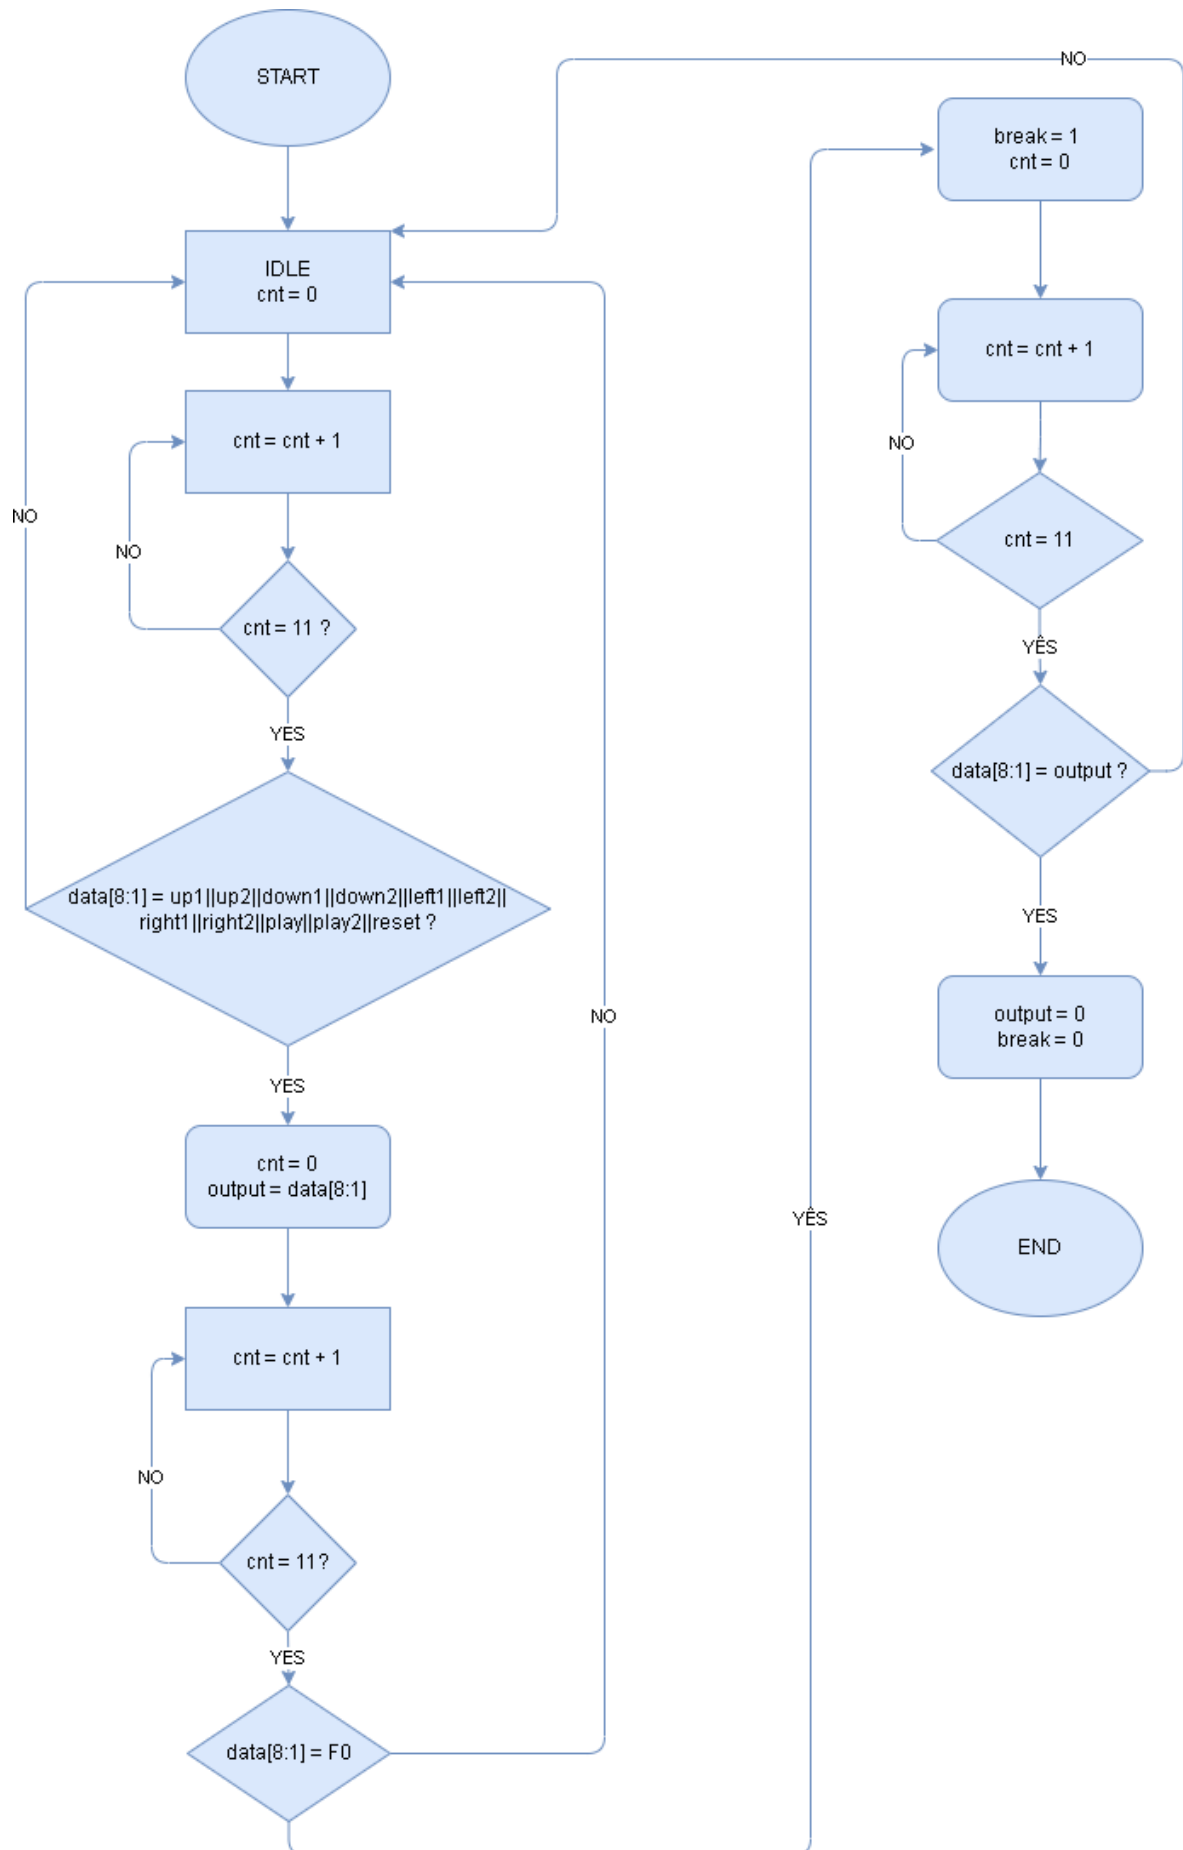 START
IDLE
cnt = 0
cnt = cnt + 1
NO
cnt = 11 ?
YES
NO
data[8:1] = up1||up2||down1||down2||left1||left2||
right1||right2||play||play2||reset ?
YES
cnt = 0
output = data[8:1]
cnt = cnt + 1
NO
cnt = 11?
YES
data[8:1] = F0
NO
YES
break = 1
cnt = 0
cnt = cnt + 1
NO
cnt = 11
YES
data[8:1] = output ?
NO
YES
output = 0
break = 0
END